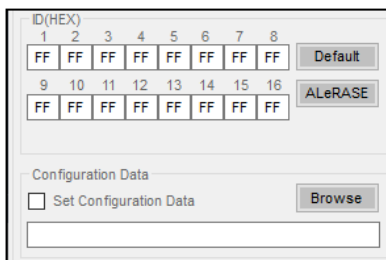 ID(HEX)
1 2 3 4 5 6 7 8
FF FF FF FF FF FF FF FF Default
9 10 11 12 13 14 15 16
FF FF FF FF FF FF FF FF ALeRASE
Configuration Data
Set Configuration Data Browse